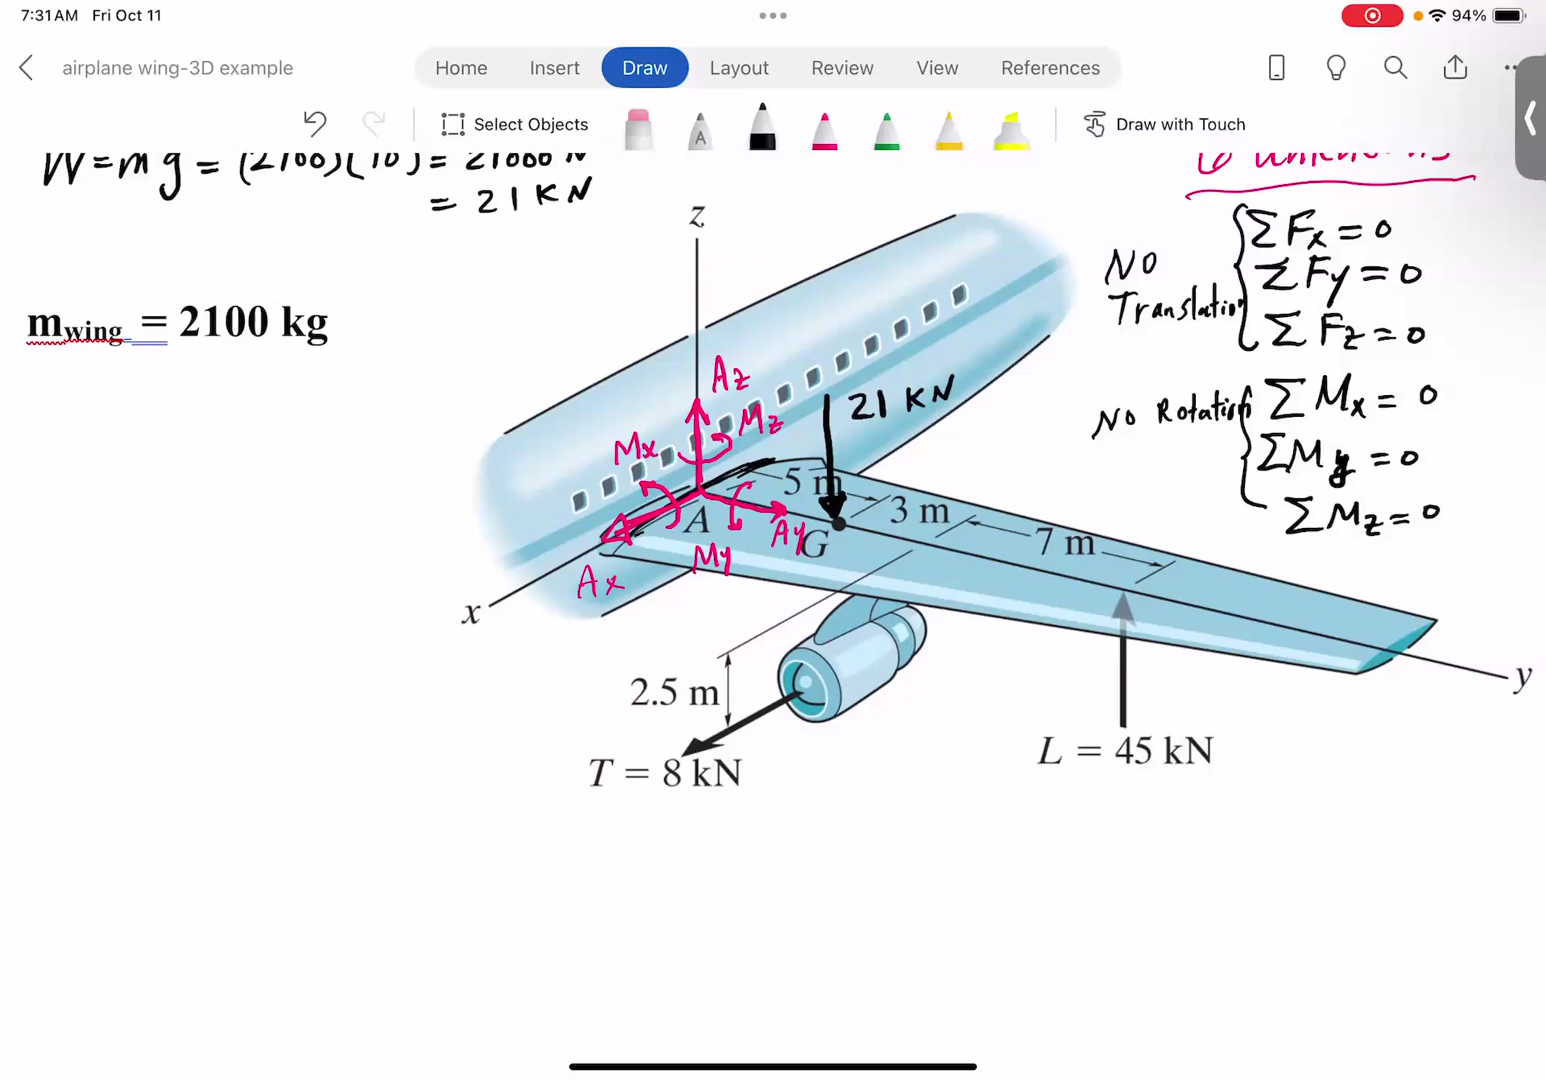 7:31 AM Fri Oct 11
94%
airplane wing-3D example
Home Insert Draw Layout Review View References
Select Objects
A
Draw with Touch
W = mg = (2100)(10) = 21000 N
= 21 KN
6 unknowns
z
NO Translation
ΣFx = 0
ΣFy = 0
ΣFz = 0
m_wing = 2100 kg
Az
Mz
21 KN
NO Rotation
ΣMx = 0
ΣMy = 0
ΣMz = 0
Mx
5 m
3 m
7 m
A
Ay
G
My
Ax
x
y
2.5 m
T = 8 kN
L = 45 kN